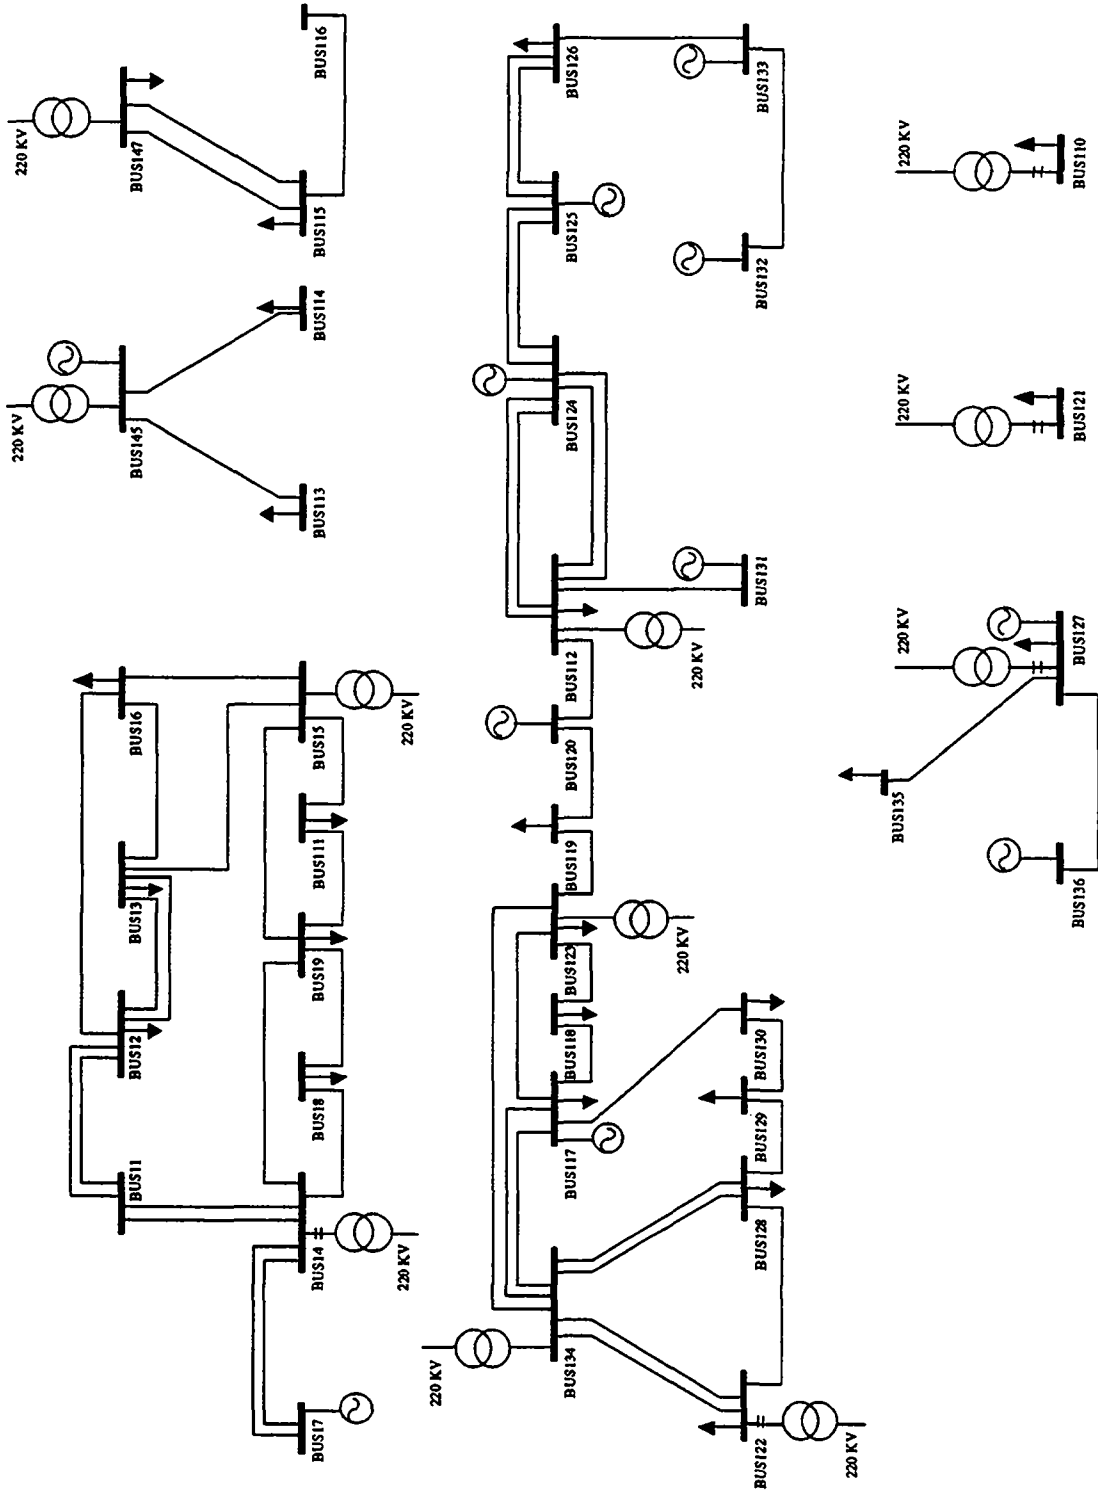 220 KV
BUS147
BUS116
BUS115
220 KV
BUS145
BUS114
BUS113
BUS16
BUS13
BUS12
BUS11
BUS15
220 KV
BUS111
BUS19
BUS18
BUS14
220 KV
BUS17
BUS126
BUS125
BUS124
BUS133
BUS132
BUS131
BUS112
220 KV
BUS120
BUS119
BUS123
220 KV
BUS118
BUS117
BUS130
BUS129
BUS128
220 KV
BUS134
BUS122
220 KV
220 KV
BUS110
220 KV
BUS121
220 KV
BUS127
BUS135
BUS136